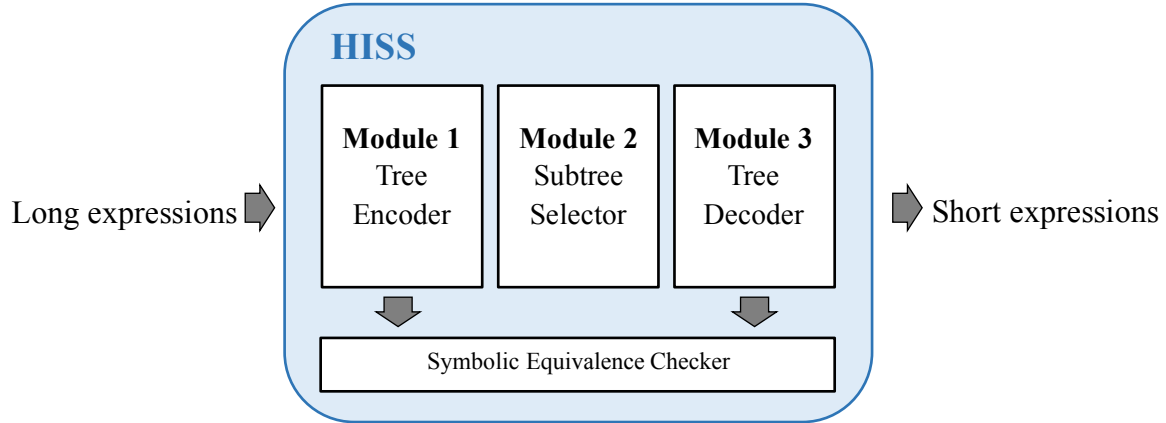 HISS
Module 1
Tree
Encoder
Module 2
Subtree
Selector
Module 3
Tree
Decoder
Long expressions
Short expressions
Symbolic Equivalence Checker